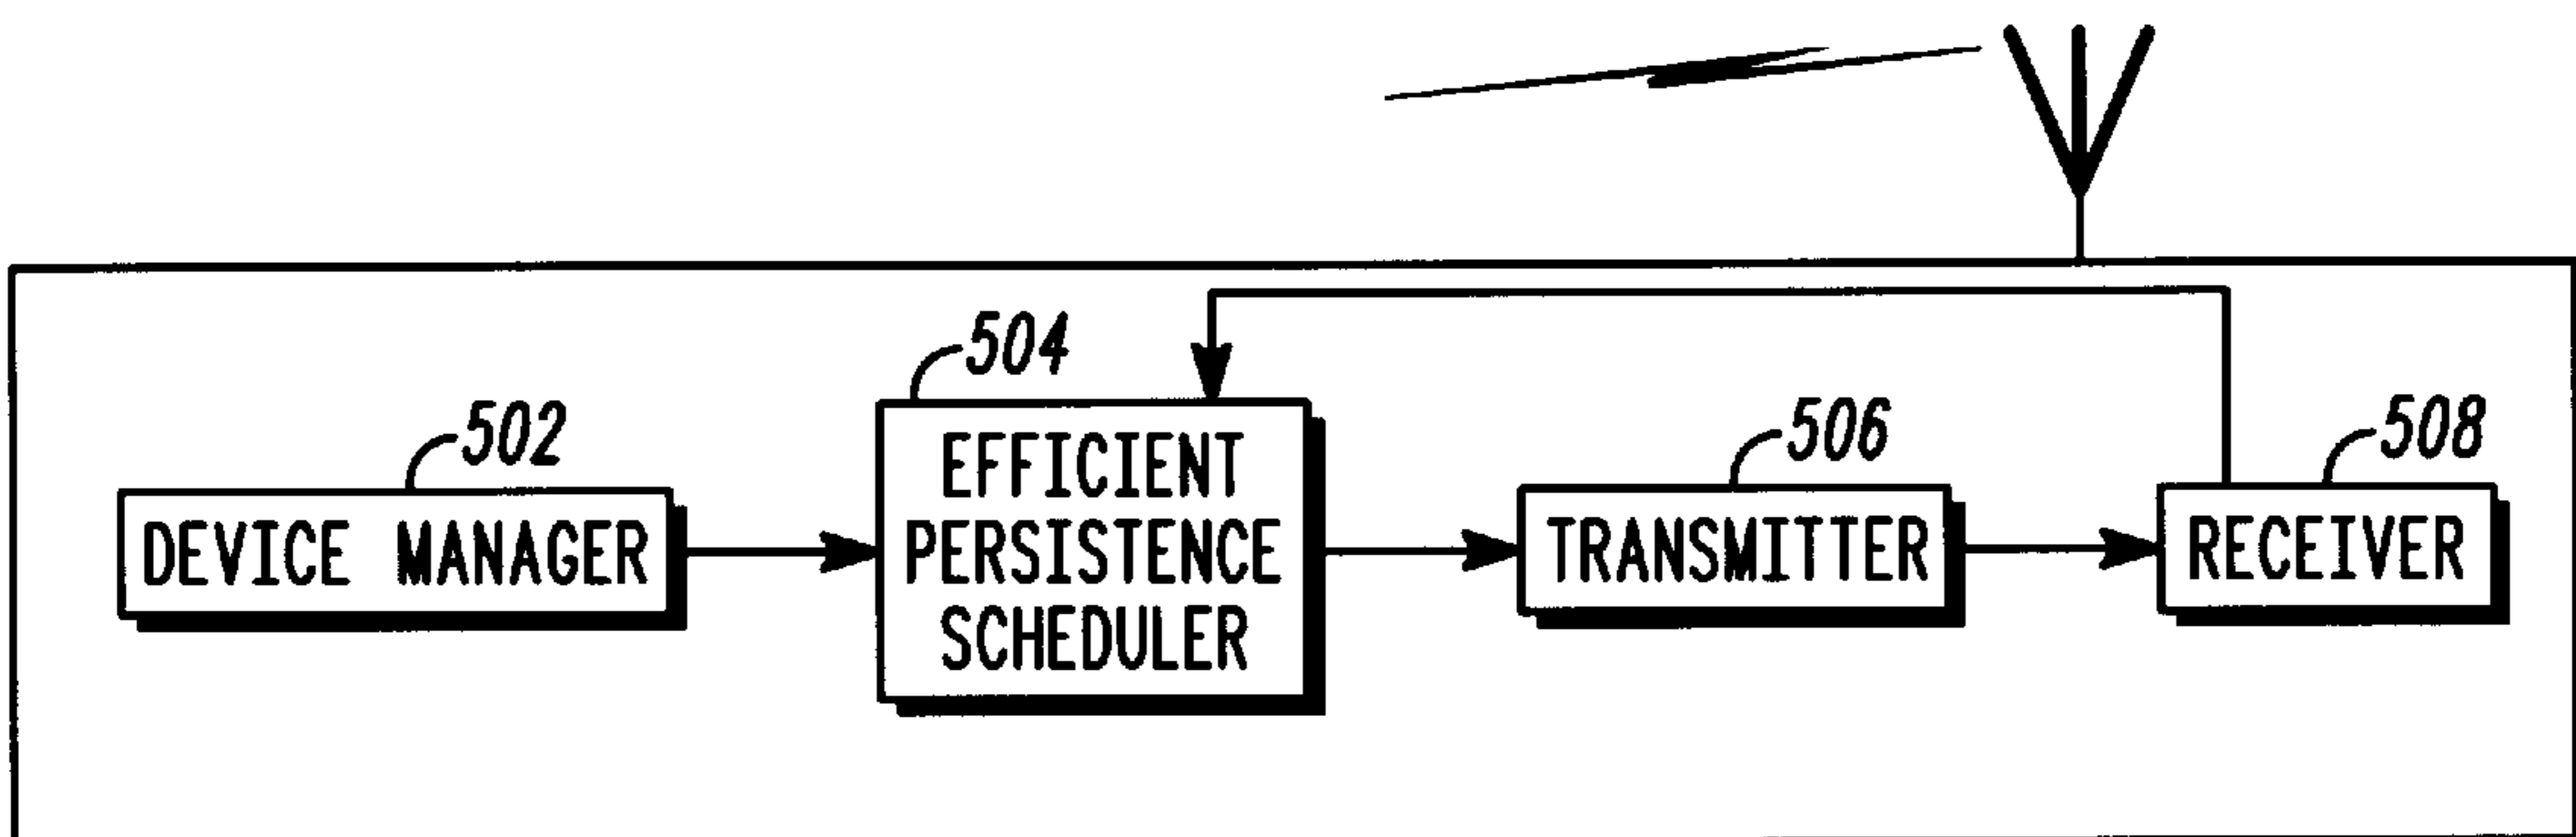 504
502
506
508
EFFICIENT
PERSISTENCE
SCHEDULER
DEVICE MANAGER
TRANSMITTER
RECEIVER